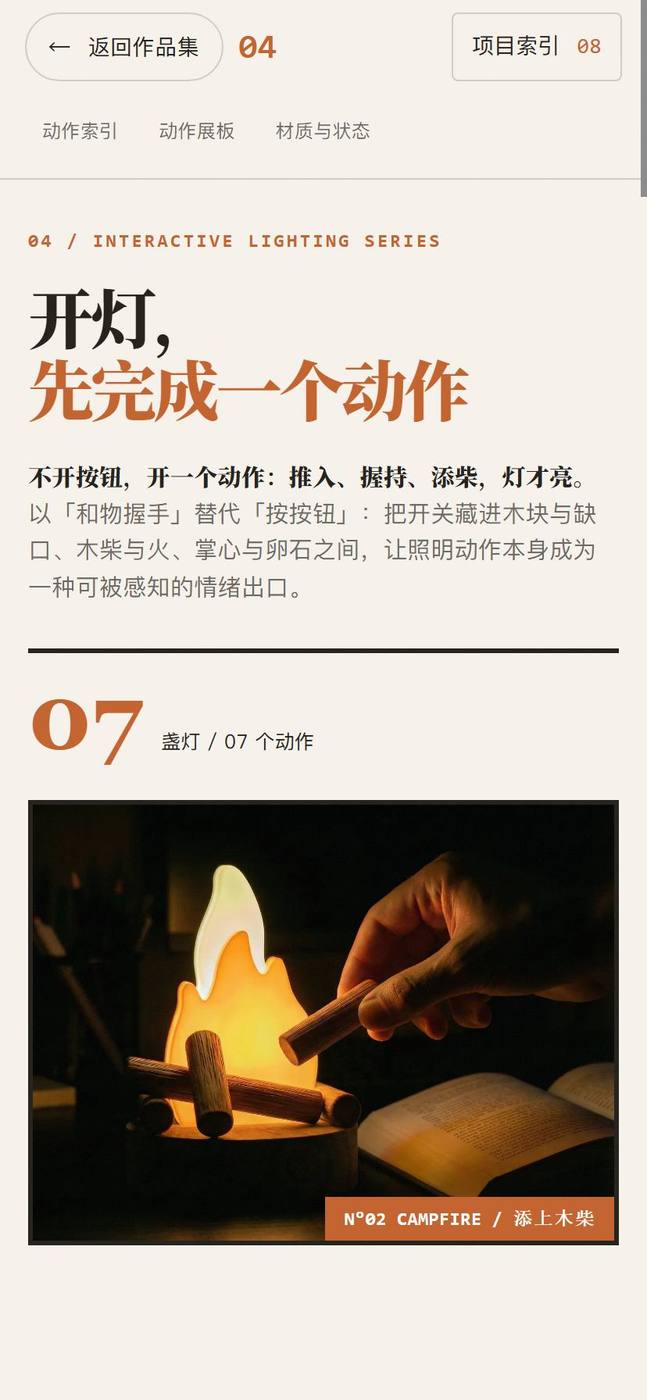 ← 返回作品集
04
项目索引 08
动作索引 动作展板 材质与状态
04 / INTERACTIVE LIGHTING SERIES
开灯,
先完成一个动作
不开按钮，开一个动作：推入、握持、添柴，灯才亮。
以「和物握手」替代「按按钮」：把开关藏进木块与缺
口、木柴与火、掌心与卵石之间，让照明动作本身成为
一种可被感知的情绪出口。
07 盏灯 / 07 个动作
Nº02 CAMPFIRE / 添上木柴